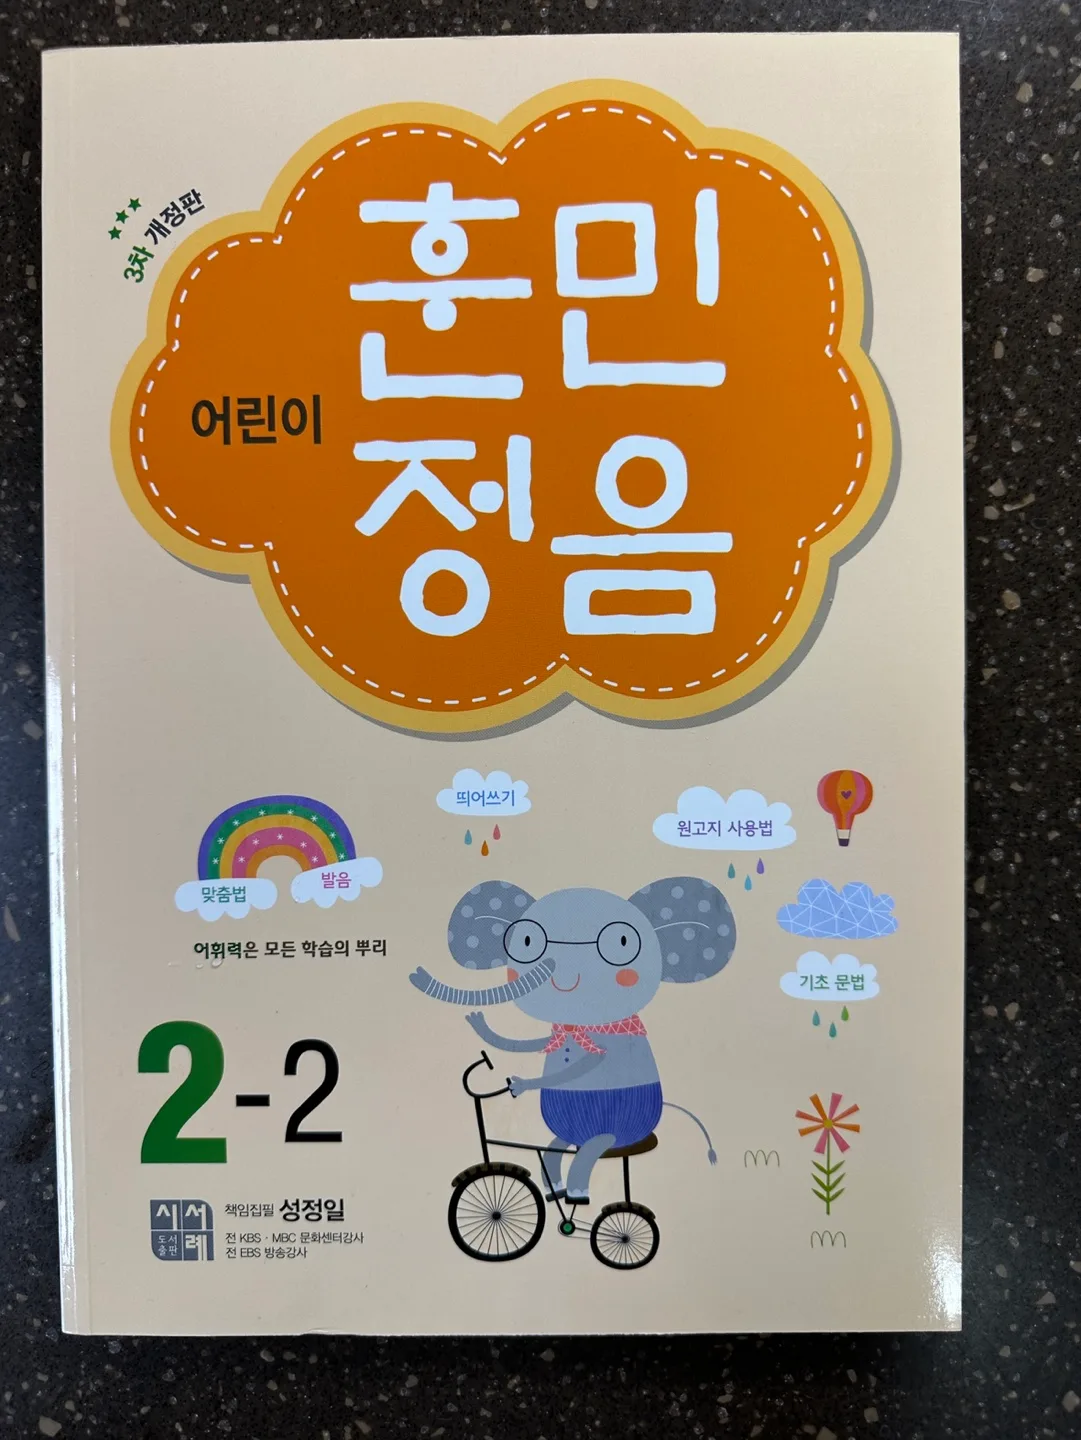 3차 개정판
어린이
훈민
정음
띄어쓰기
원고지 사용법
맞춤법
발음
기초 문법
어휘력은 모든 학습의 뿌리
2-2
시서례
도서출판
책임집필 성정일
전 KBS · MBC 문화센터강사
전 EBS 방송강사